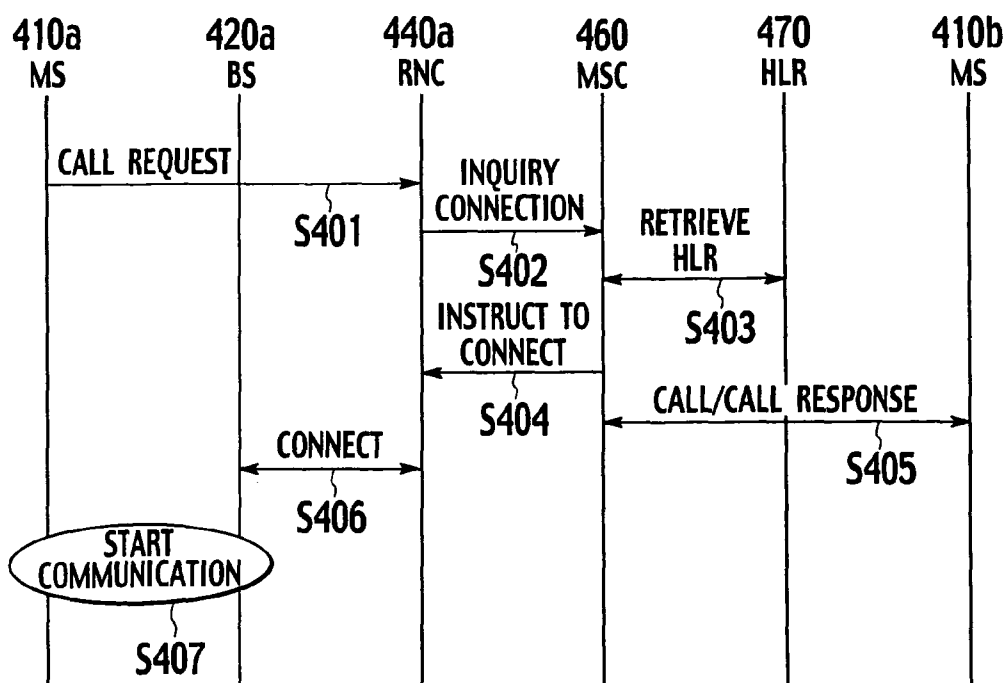 410a 420a 440a 460 470 410b
MS BS RNC MSC HLR MS
CALL REQUEST
S401
INQUIRY
CONNECTION
S402
RETRIEVE
HLR
S403
INSTRUCT TO
CONNECT
S404
CALL/CALL RESPONSE
S405
CONNECT
S406
START
COMMUNICATION
S407